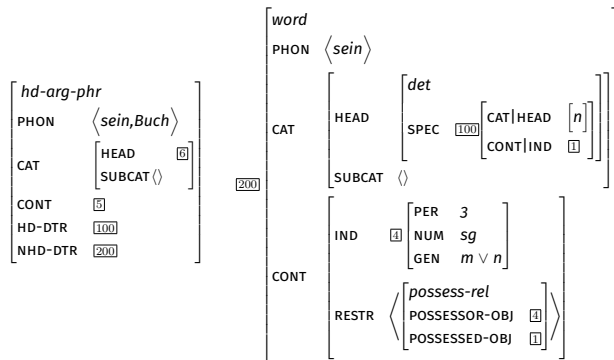 hd-arg-phr
PHON ⟨sein,Buch⟩
CAT [HEAD 6
SUBCAT ⟨⟩]
CONT 5
HD-DTR 100
NHD-DTR 200
200
word
PHON ⟨sein⟩
CAT
HEAD
det
SPEC 100 [CAT|HEAD [n]
CONT|IND 1]
SUBCAT ⟨⟩
CONT
IND 4 [PER 3
NUM sg
GEN m ∨ n]
RESTR ⟨
possess-rel
POSSESSOR-OBJ 4
POSSESSED-OBJ 1
⟩